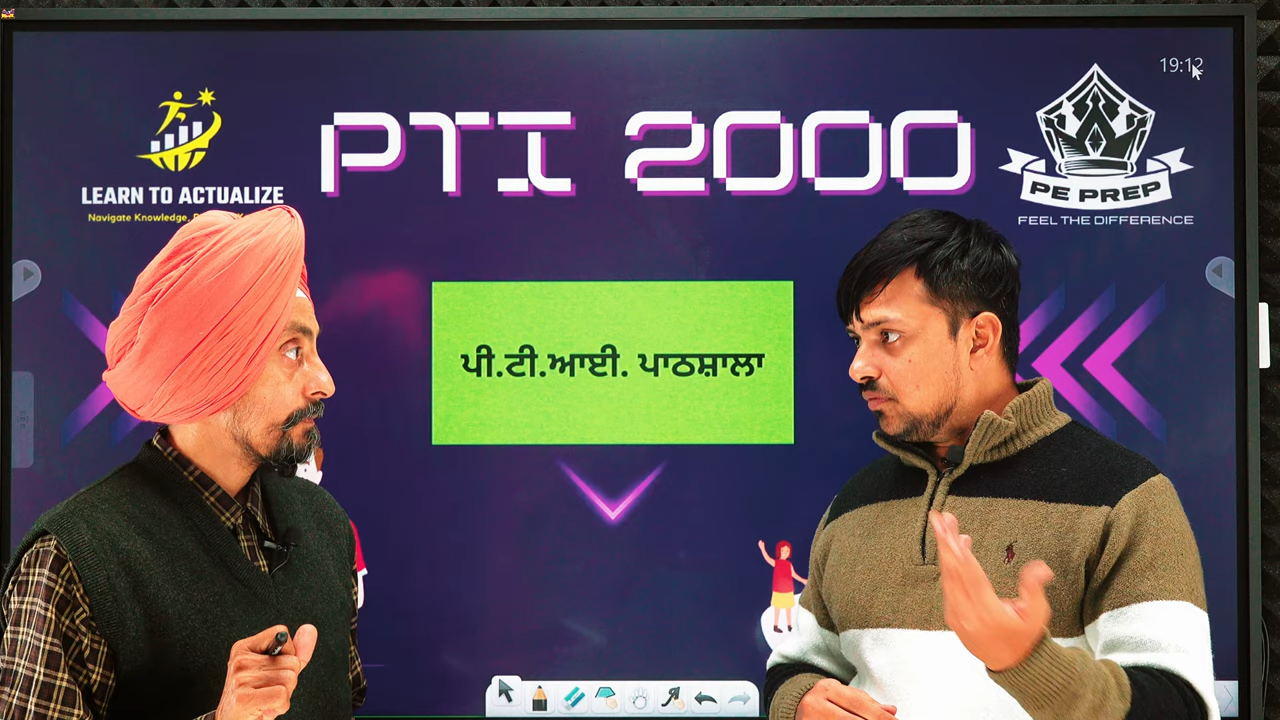 19:12
PTI 2000
LEARN TO ACTUALIZE
Navigate Knowledge,
PE PREP
FEEL THE DIFFERENCE
ਪੀ.ਟੀ.ਆਈ. ਪਾਠਸ਼ਾਲਾ